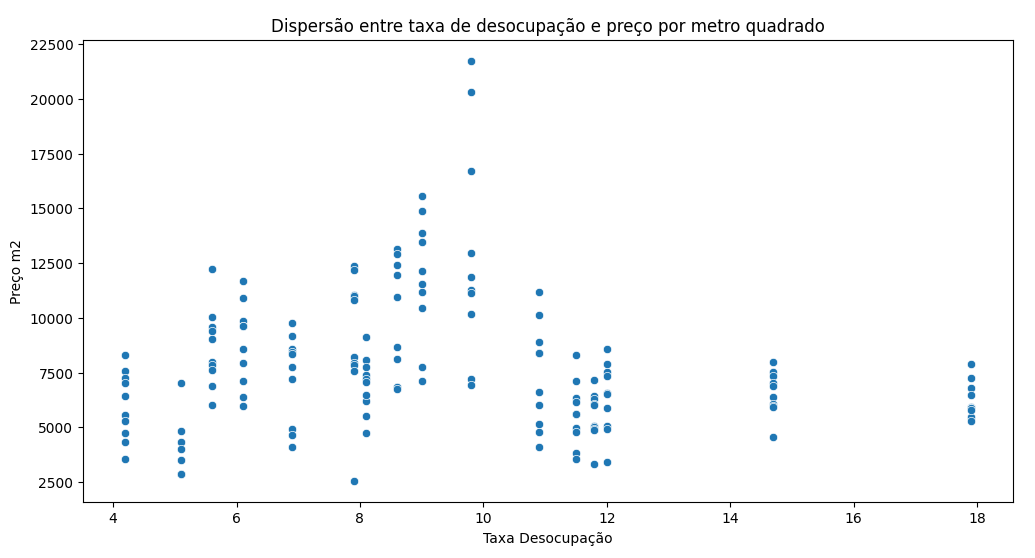 Dispersão entre taxa de desocupação e preço por metro quadrado
22500
20000
17500
15000
12500
10000
7500
5000
2500
Preço m2
4 6 8 10 12 14 16 18
Taxa Desocupação